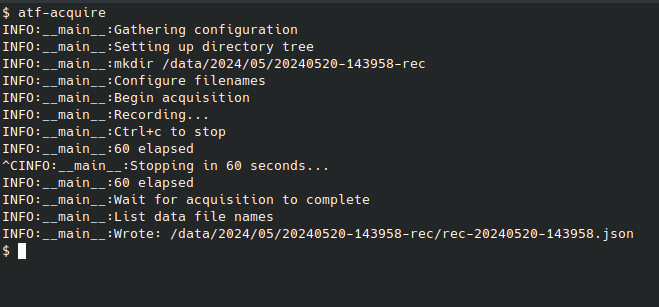 $ atf-acquire
INFO:__main__:Gathering configuration
INFO:__main__:Setting up directory tree
INFO:__main__:mkdir /data/2024/05/20240520-143958-rec
INFO:__main__:Configure filenames
INFO:__main__:Begin acquisition
INFO:__main__:Recording...
INFO:__main__:Ctrl+c to stop
INFO:__main__:60 elapsed
^CINFO:__main__:Stopping in 60 seconds...
INFO:__main__:60 elapsed
INFO:__main__:Wait for acquisition to complete
INFO:__main__:List data file names
INFO:__main__:Wrote: /data/2024/05/20240520-143958-rec/rec-20240520-143958.json
$